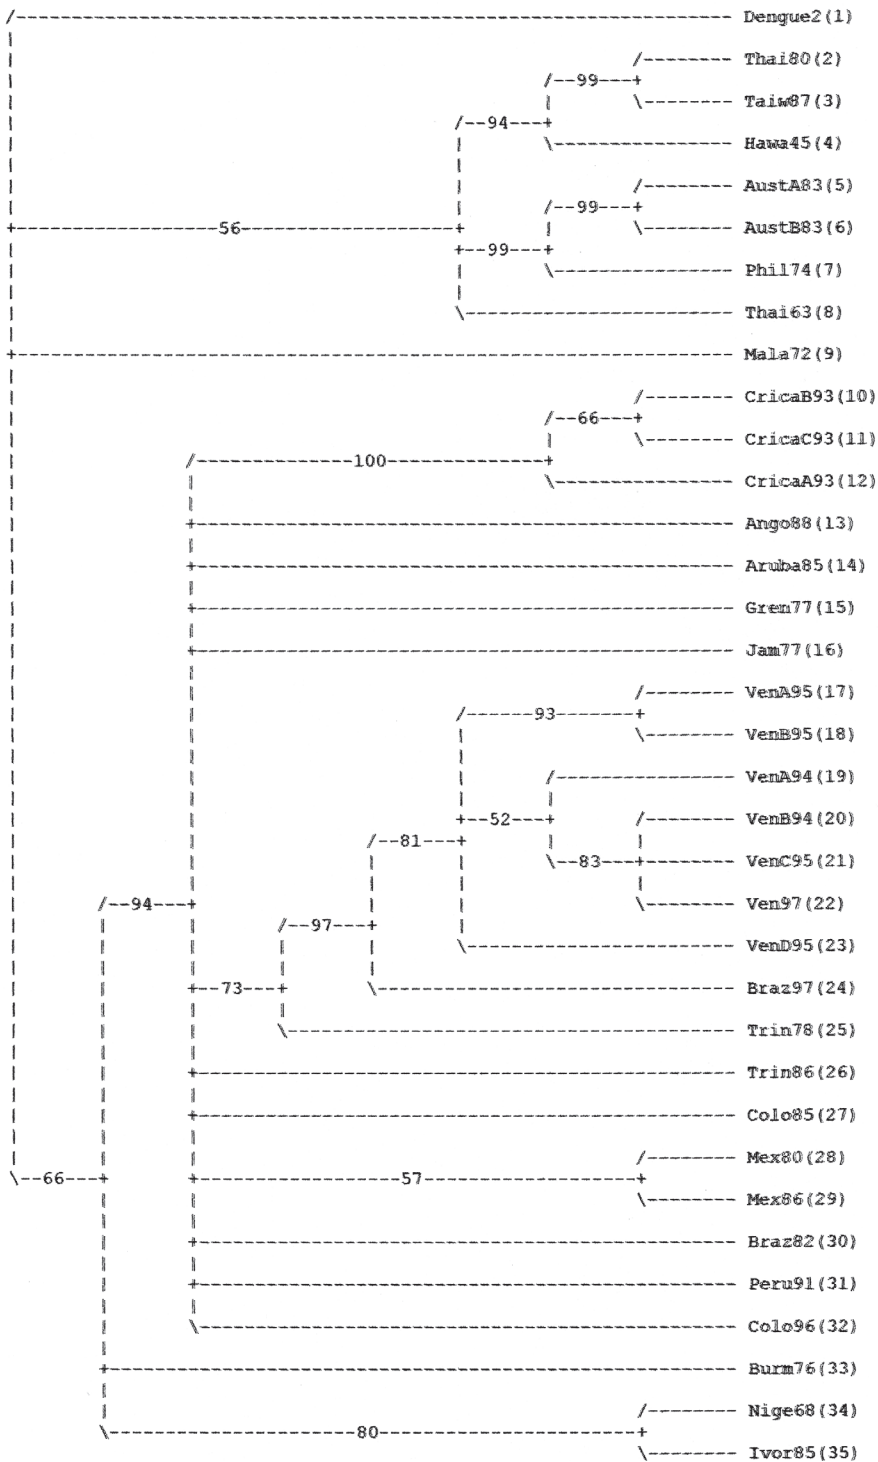 Dengue2(1)
Thai80(2)
99
Taiw87(3)
94
Hawa45(4)
AustA83(5)
99
56
AustB83(6)
99
Phil74(7)
Thai63(8)
Mala72(9)
CricaB93(10)
66
CricaC93(11)
100
CricaA93(12)
Ango88(13)
Aruba85(14)
Gren77(15)
Jam77(16)
VenA95(17)
93
VenB95(18)
VenA94(19)
52
VenB94(20)
81
83
VenC95(21)
94
Ven97(22)
97
VenD95(23)
73
Braz97(24)
Trin78(25)
Trin86(26)
Colo85(27)
Mex80(28)
66
57
Mex86(29)
Braz82(30)
Peru91(31)
Colo96(32)
Burm76(33)
Nige68(34)
80
Ivor85(35)